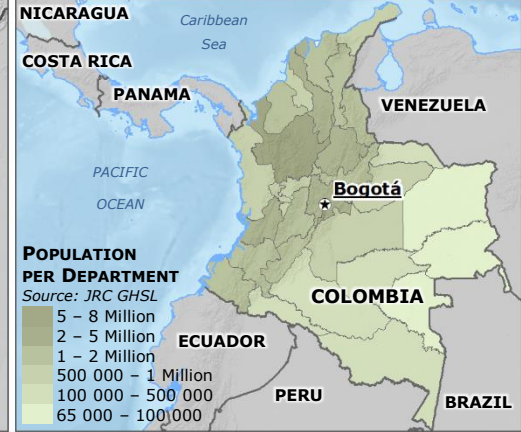 NICARAGUA
Caribbean
Sea
COSTA RICA
PANAMA
VENEZUELA
PACIFIC
OCEAN
Bogotá
POPULATION
PER DEPARTMENT
Source: JRC GHSL
5 – 8 Million
2 – 5 Million
1 – 2 Million
500 000 – 1 Million
100 000 – 500 000
65 000 – 100 000
COLOMBIA
ECUADOR
PERU
BRAZIL